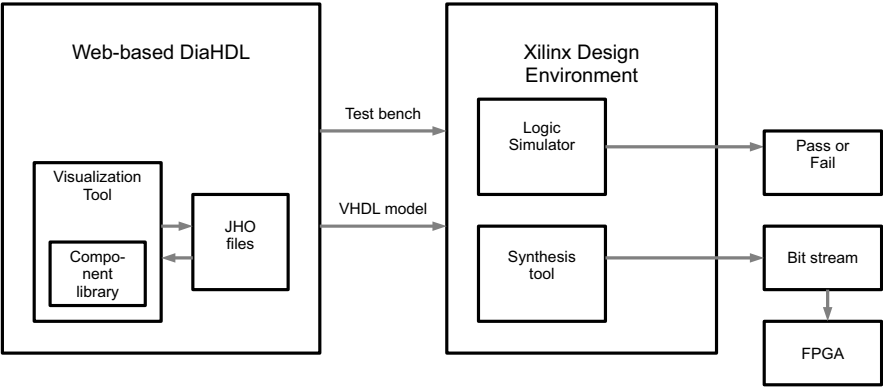 Web-based DiaHDL
Visualization
Tool
Compo-
nent
library
JHO
files
Test bench
VHDL model
Xilinx Design
Environment
Logic
Simulator
Synthesis
tool
Pass or
Fail
Bit stream
FPGA